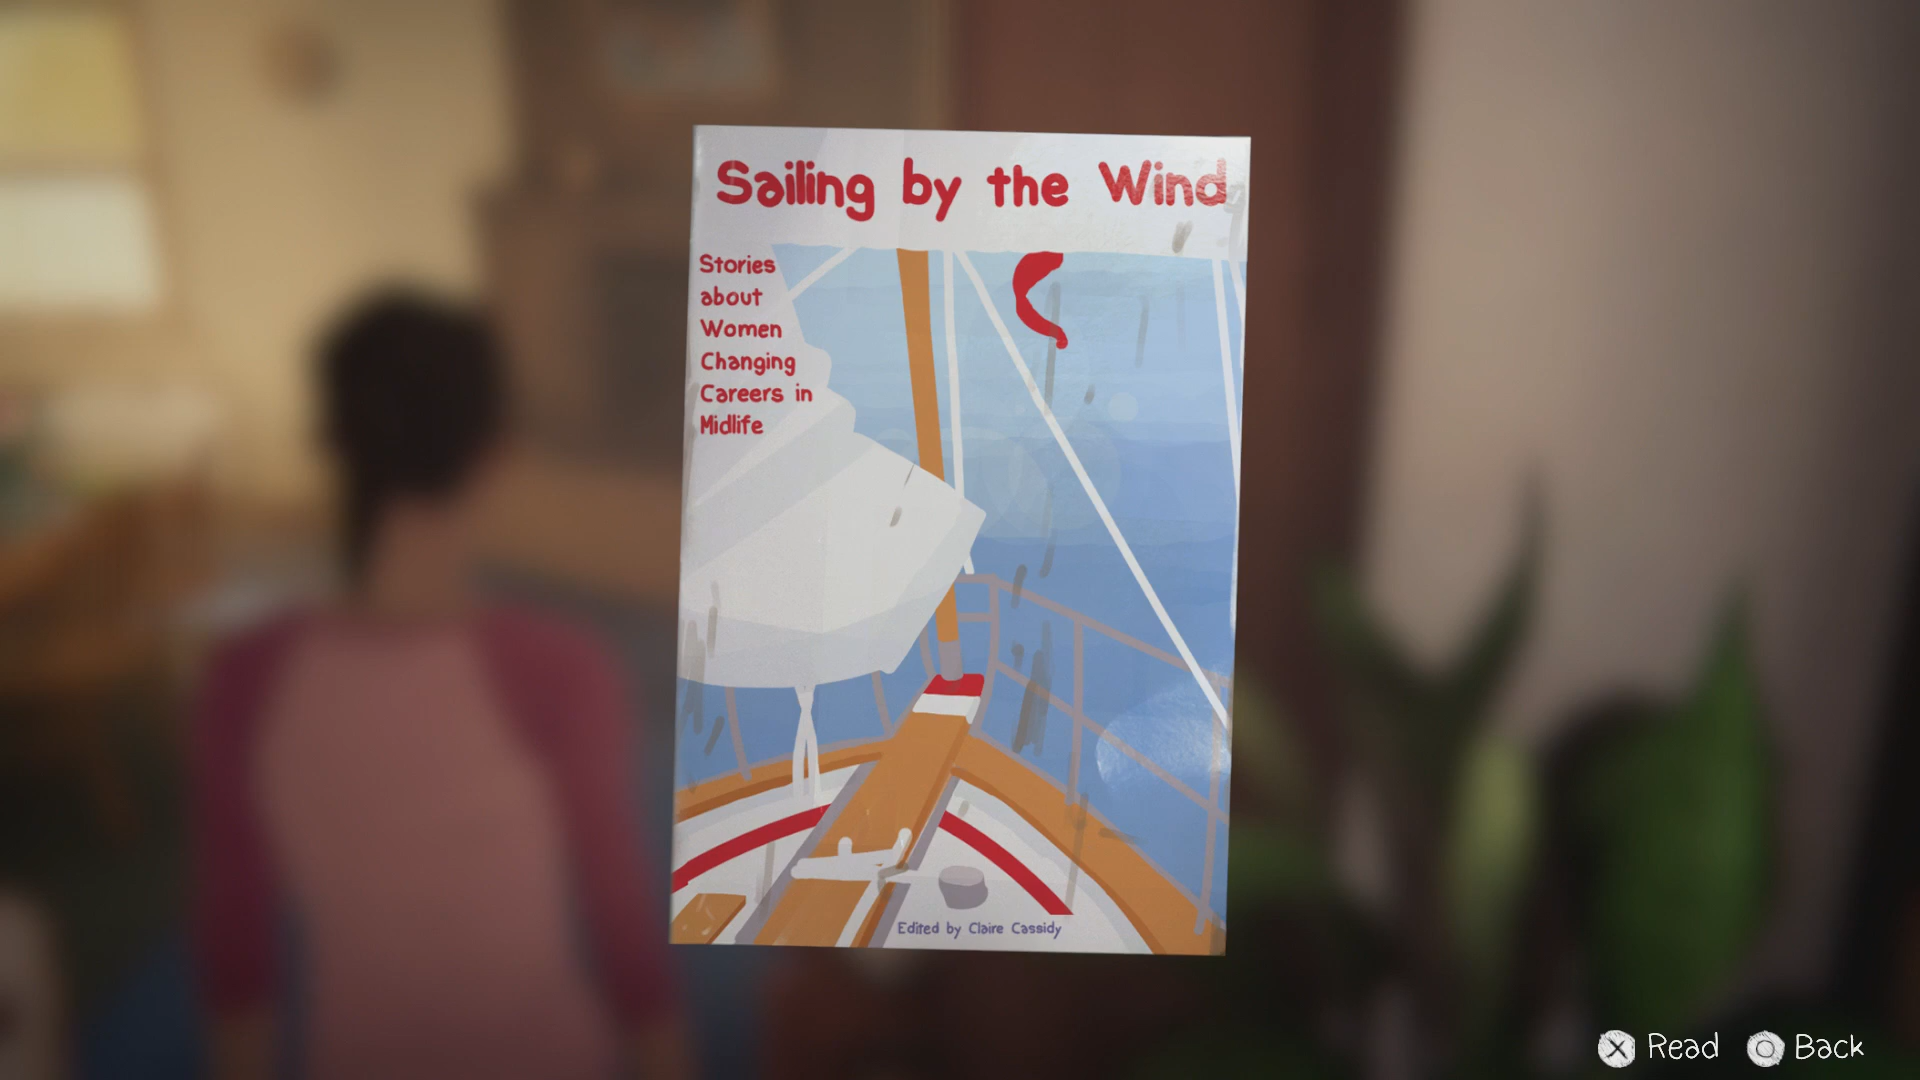 Sailing by the Wind
Stories
about
Women
Changing
Careers in
Midlife
Edited by Claire Cassidy
Read
Back